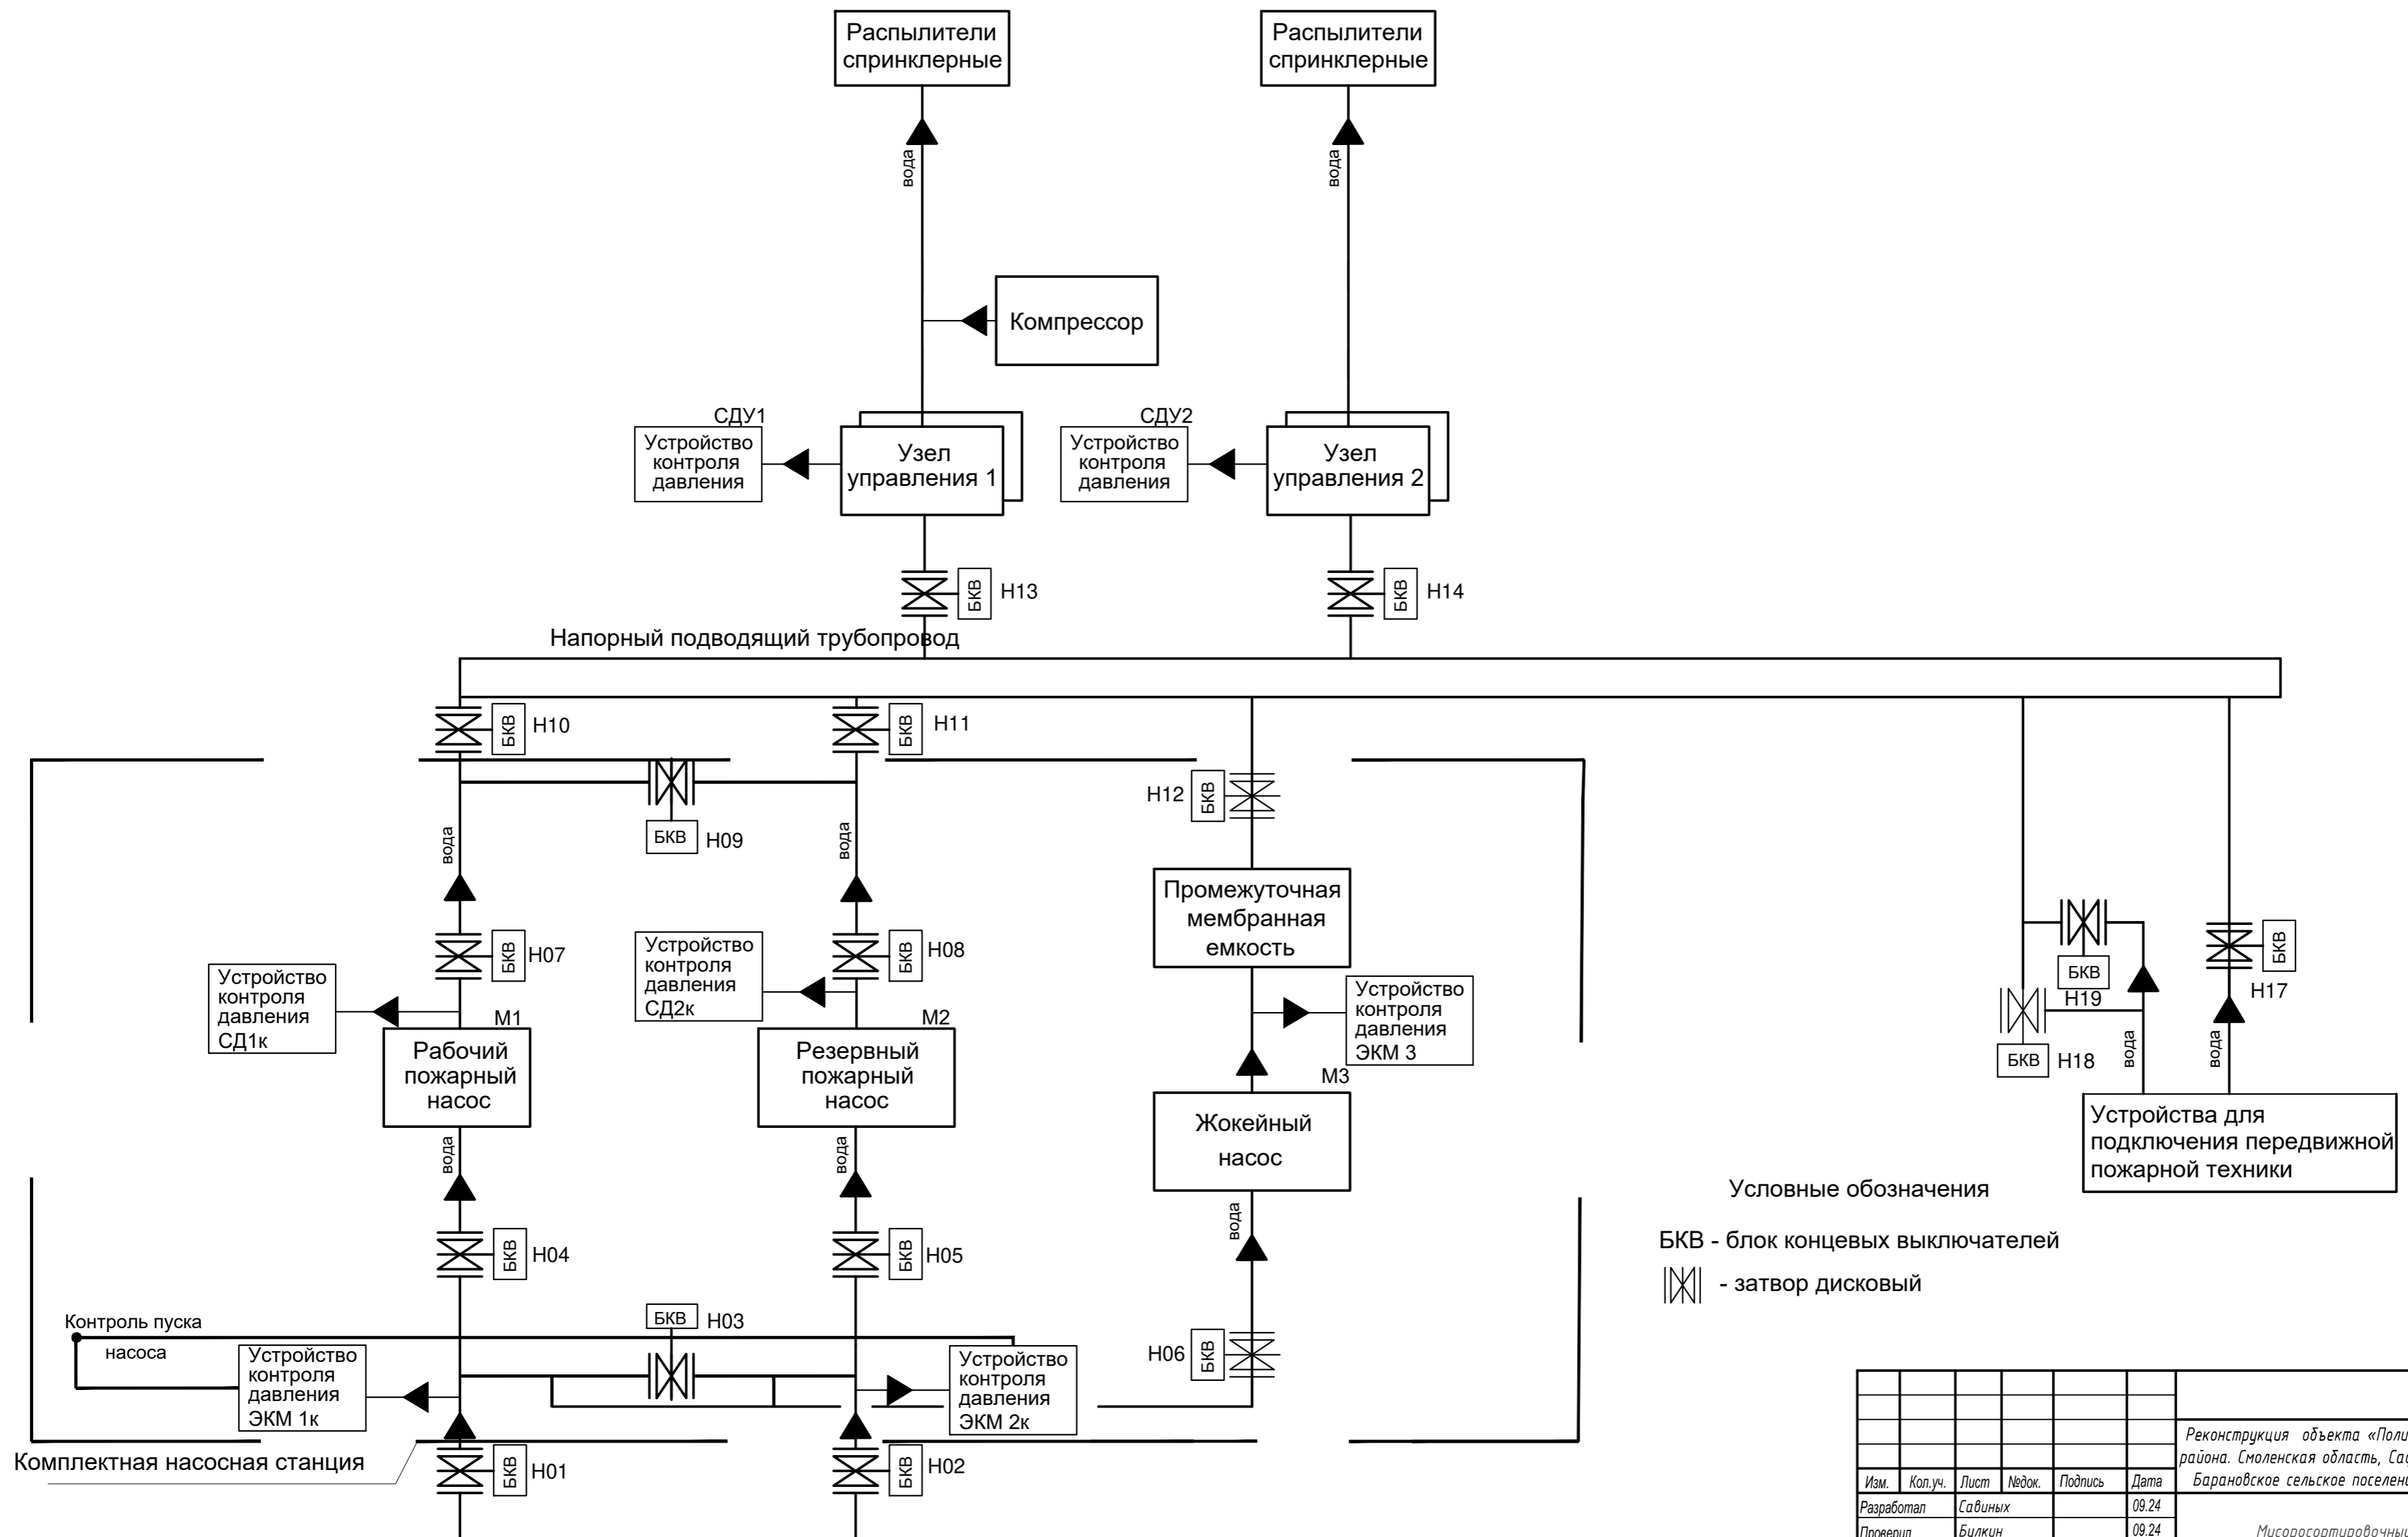 Распылители
спринклерные
Распылители
спринклерные
вода
вода
Компрессор
СДУ1
Устройство
контроля
давления
Узел
управления 1
СДУ2
Устройство
контроля
давления
Узел
управления 2
БКВ
Н13
БКВ
Н14
Напорный подводящий трубопровод
БКВ
Н10
БКВ
Н11
БКВ
Н09
Н12
БКВ
вода
вода
Промежуточная
мембранная
емкость
БКВ
Н07
Устройство
контроля
давления
СД2к
БКВ
Н08
БКВ
Н17
БКВ
Н19
Устройство
контроля
давления
СД1к
Устройство
контроля
давления
ЭКМ 3
М1
Рабочий
пожарный
насос
М2
Резервный
пожарный
насос
М3
Жокейный
насос
БКВ
Н18
вода
вода
Устройства для
подключения передвижной
пожарной техники
вода
вода
вода
Условные обозначения
БКВ - блок концевых выключателей
- затвор дисковый
БКВ
Н04
БКВ
Н05
Контроль пуска
насоса
БКВ
Н03
Н06
БКВ
Устройство
контроля
давления
ЭКМ 1к
Устройство
контроля
давления
ЭКМ 2к
Комплектная насосная станция
БКВ
Н01
БКВ
Н02
Реконструкция объекта «Поли
района. Смоленская область, Саф
Барановское сельское поселени
Изм. Кол.уч. Лист №док. Подпись Дата
Разработал Савиных 09.24
Проверил Билкин 09.24
Мусоросортировочный